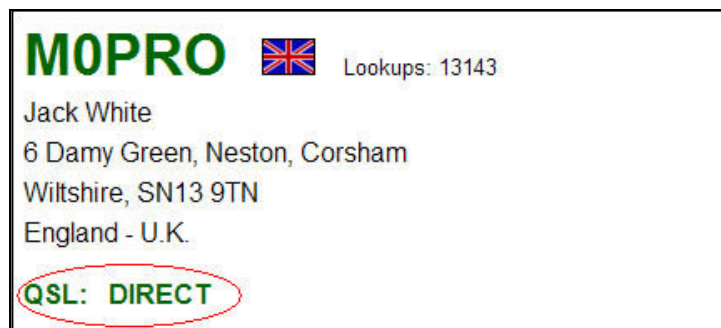 M0PRO Lookups: 13143
Jack White
6 Damy Green, Neston, Corsham
Wiltshire, SN13 9TN
England - U.K.
QSL: DIRECT